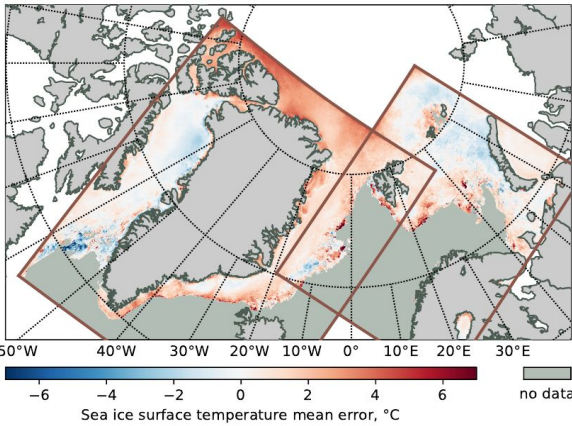 50°W 40°W 30°W 20°W 10°W 0° 10°E 20°E 30°E
−6 −4 −2 0 2 4 6 no data
Sea ice surface temperature mean error, °C